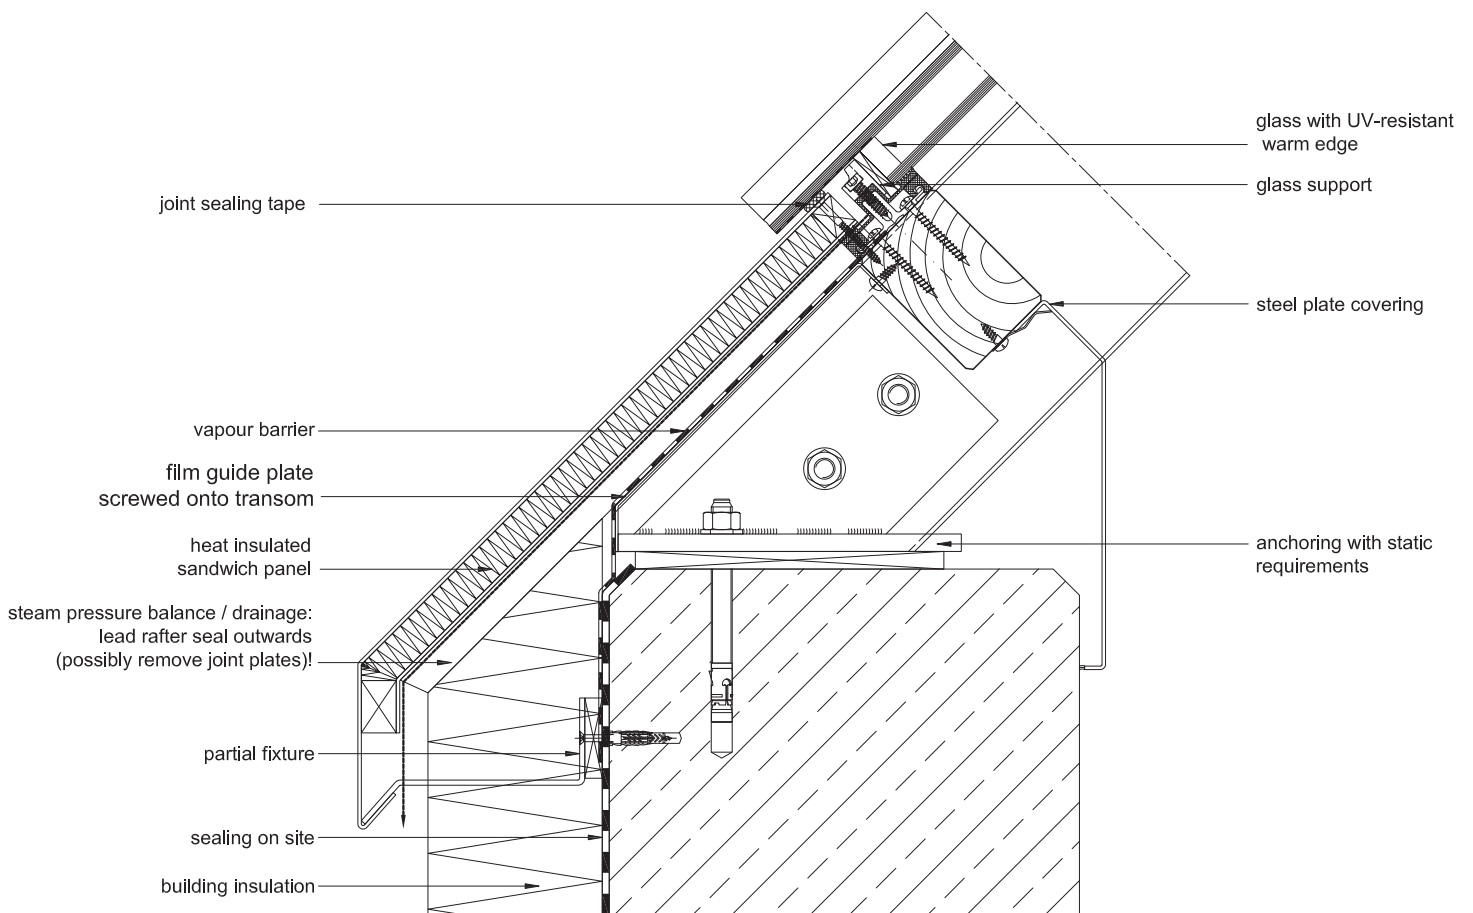 glass with UV-resistant
warm edge
glass support
joint sealing tape
steel plate covering
vapour barrier
film guide plate
screwed onto transom
heat insulated
sandwich panel
anchoring with static
requirements
steam pressure balance / drainage:
lead rafter seal outwards
(possibly remove joint plates)!
partial fixture
sealing on site
building insulation